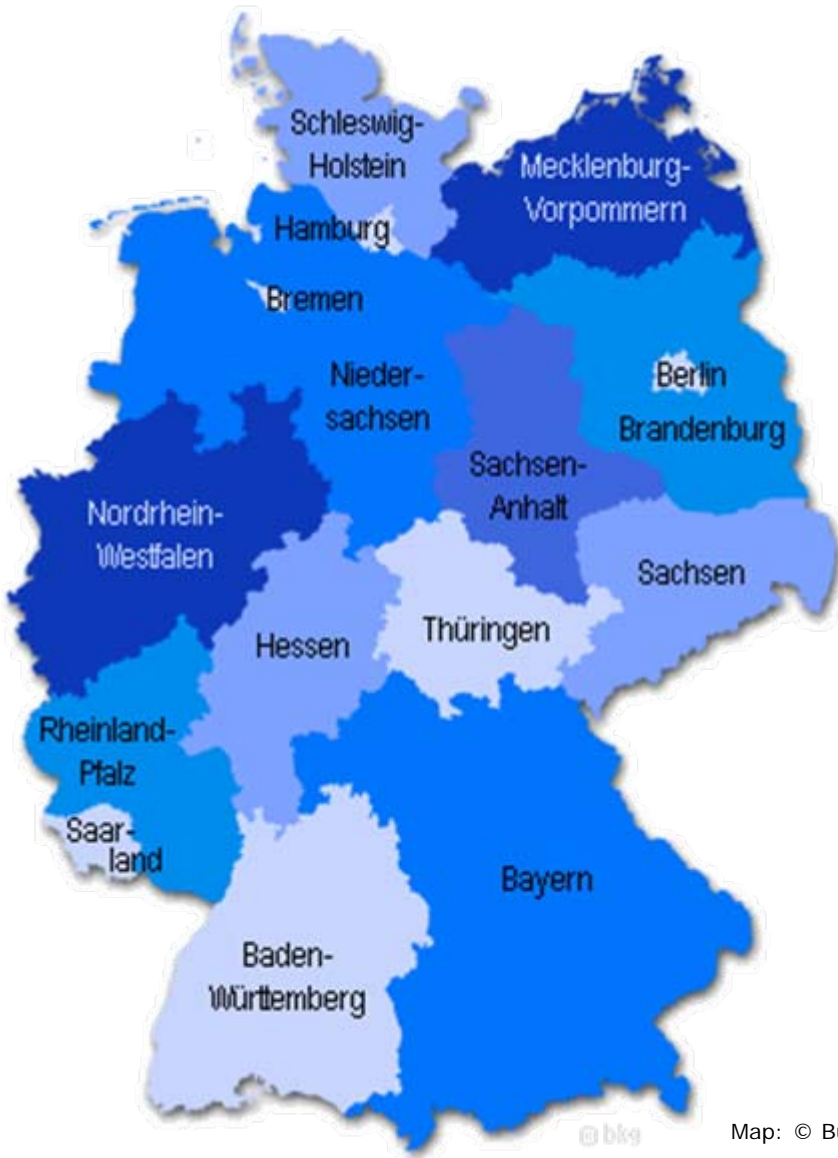 Schleswig-
Holstein
Mecklenburg-
Vorpommern
Hamburg
Bremen
Berlin
Nieder-
sachsen
Brandenburg
Sachsen-
Anhalt
Nordrhein-
Westfalen
Sachsen
Thüringen
Hessen
Rheinland-
Pfalz
Saar-
land
Bayern
Baden-
Württemberg
© bkg
Map: © B